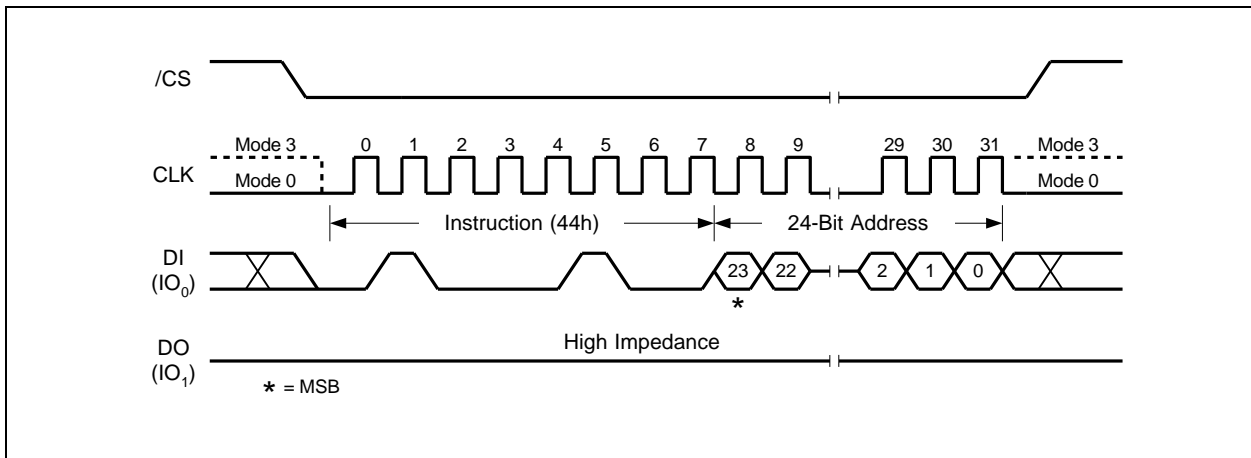 /CS
Mode 3 0 1 2 3 4 5 6 7 8 9 29 30 31 Mode 3
CLK
Mode 0 Mode 0
Instruction (44h) 24-Bit Address
DI
(IO0)
23 22 2 1 0
*
High Impedance
DO
(IO1)
* = MSB